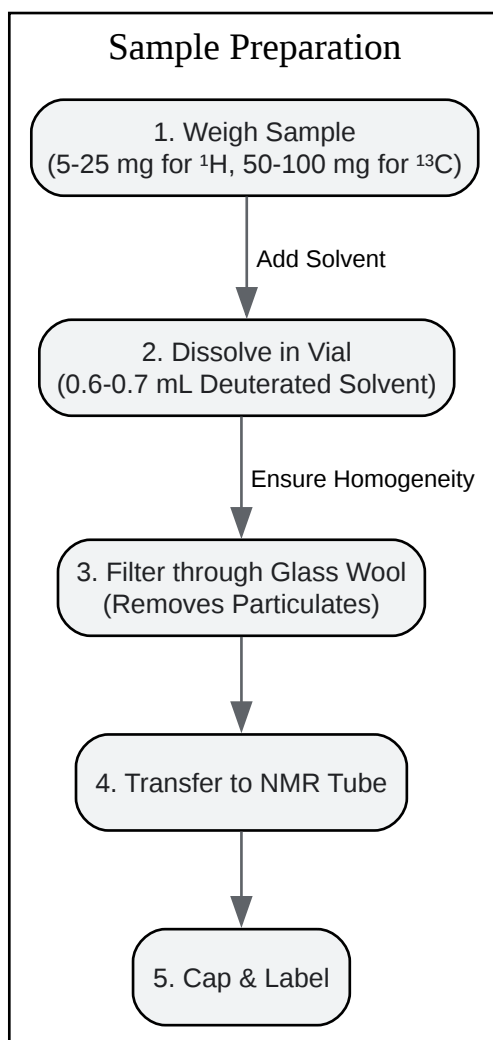 Sample Preparation
1. Weigh Sample
(5-25 mg for ¹H, 50-100 mg for ¹³C)
Add Solvent
2. Dissolve in Vial
(0.6-0.7 mL Deuterated Solvent)
Ensure Homogeneity
3. Filter through Glass Wool
(Removes Particulates)
4. Transfer to NMR Tube
5. Cap & Label